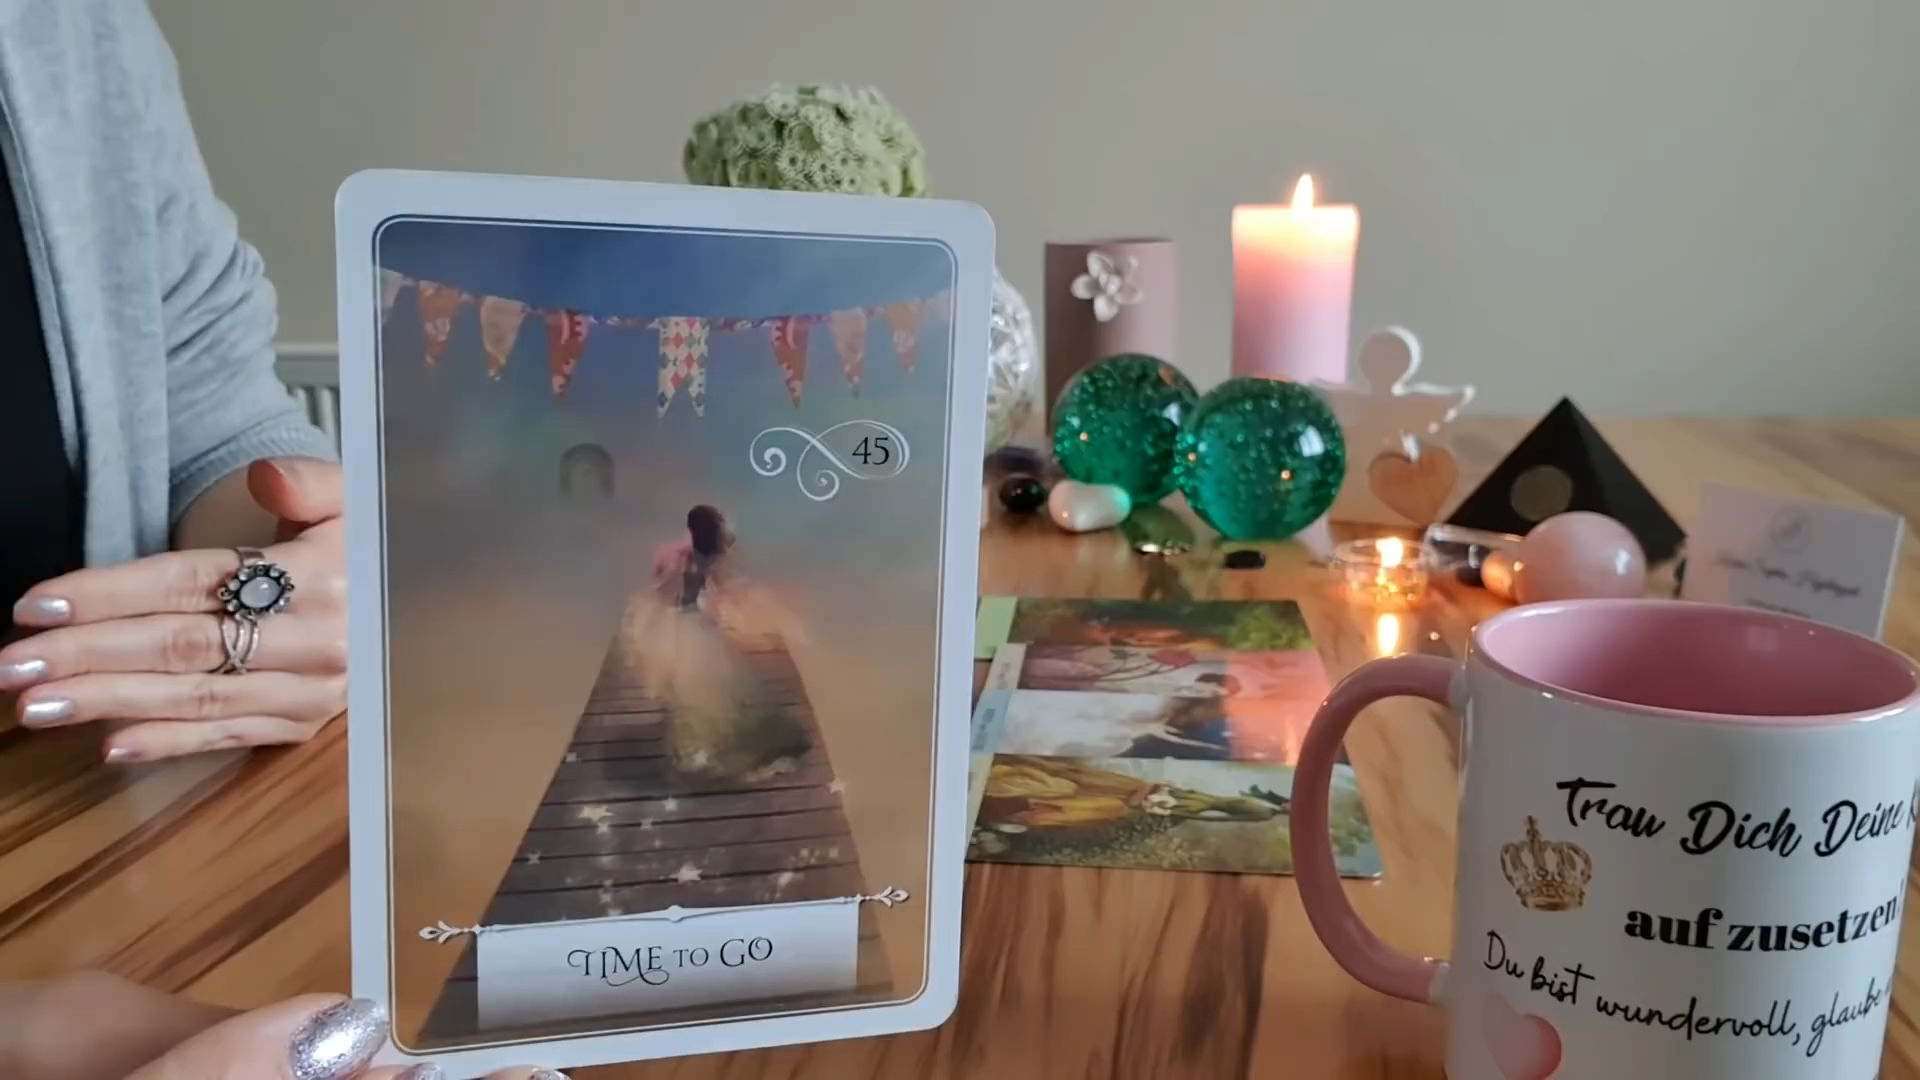 45
TIME TO GO
Trau Dich Deine
auf zusetzen!
Du bist wundervoll, glaube